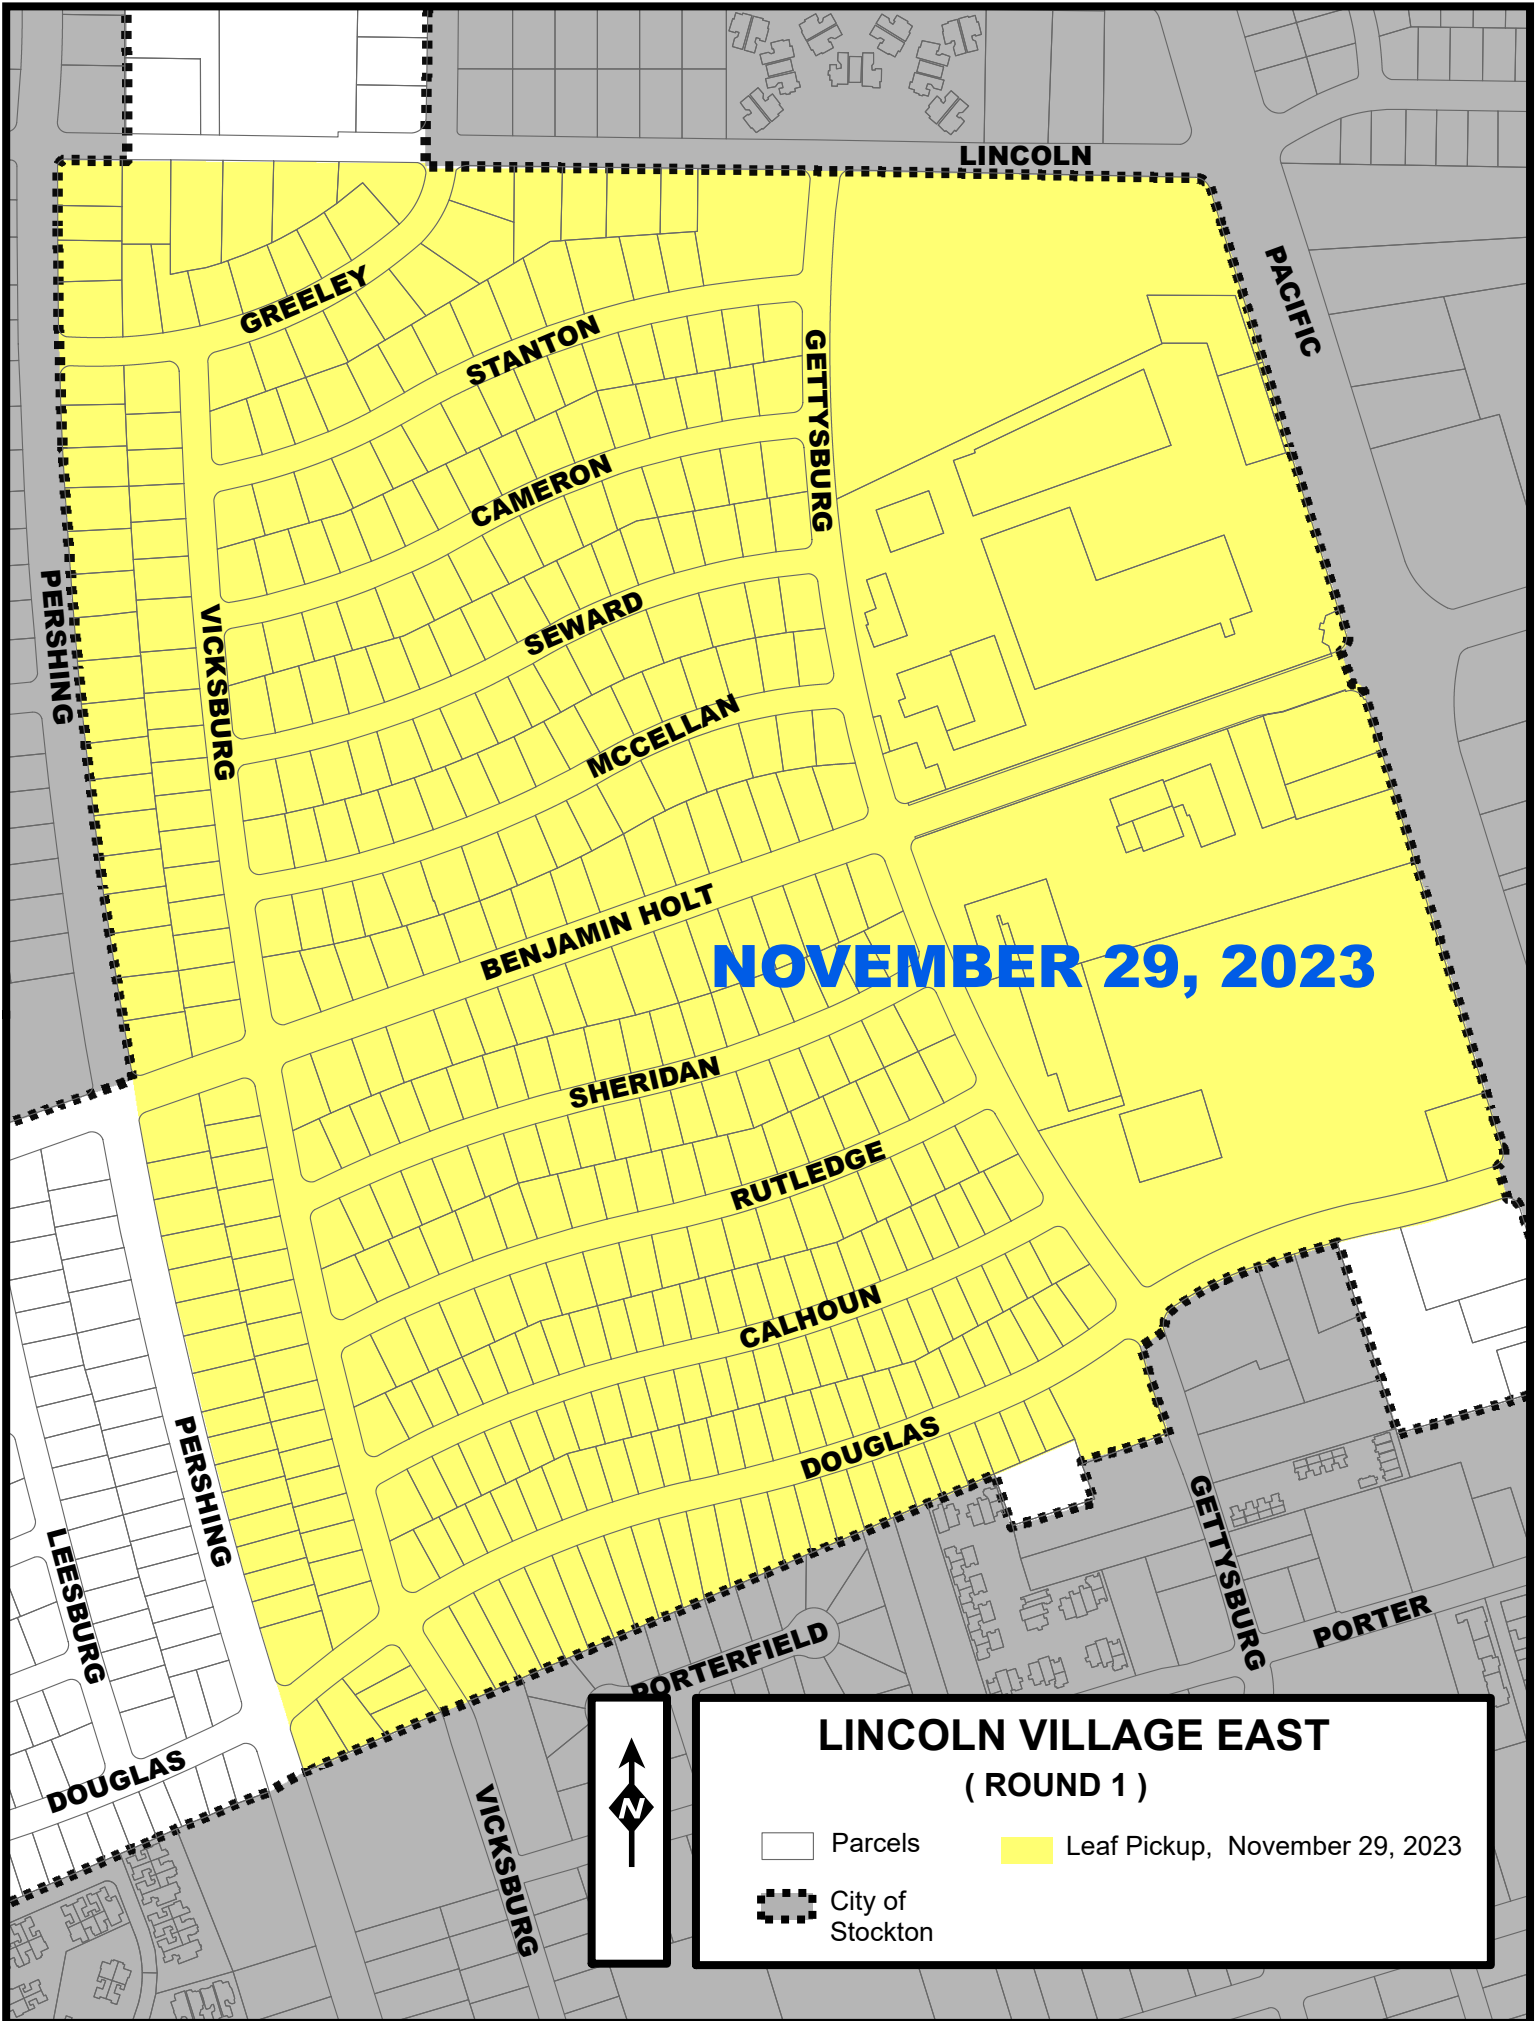 LINCOLN
PACIFIC
GREELEY
STANTON
GETTYSBURG
CAMERON
PERSHING
VICKSBURG
SEWARD
MCCELLAN
BENJAMIN HOLT
NOVEMBER 29, 2023
SHERIDAN
RUTLEDGE
CALHOUN
PERSHING
DOUGLAS
LEESBURG
GETTYSBURG
PORTER
PORTERFIELD
DOUGLAS
VICKSBURG
N
LINCOLN VILLAGE EAST
( ROUND 1 )
Parcels
Leaf Pickup, November 29, 2023
City of
Stockton